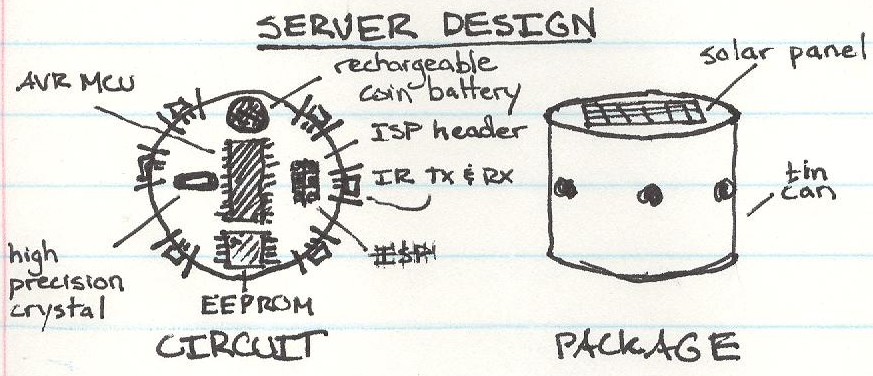 SERVER DESIGN
AVR MCU
rechargeable
coin battery
solar panel
ISP header
IR TX & RX
tin
can
high
precision
crystal
EEPROM
CIRCUIT
PACKAGE